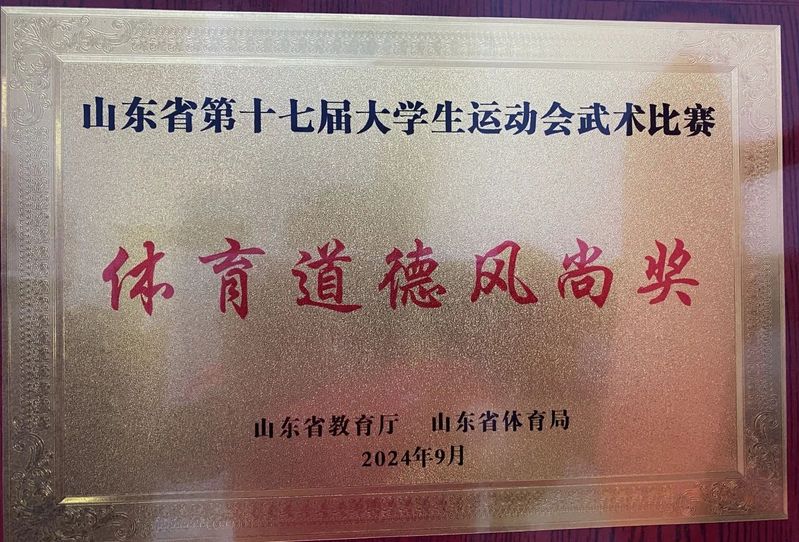 山东省第十七届大学生运动会武术比赛
体育道德风尚奖
山东省教育厅 山东省体育局
2024年9月